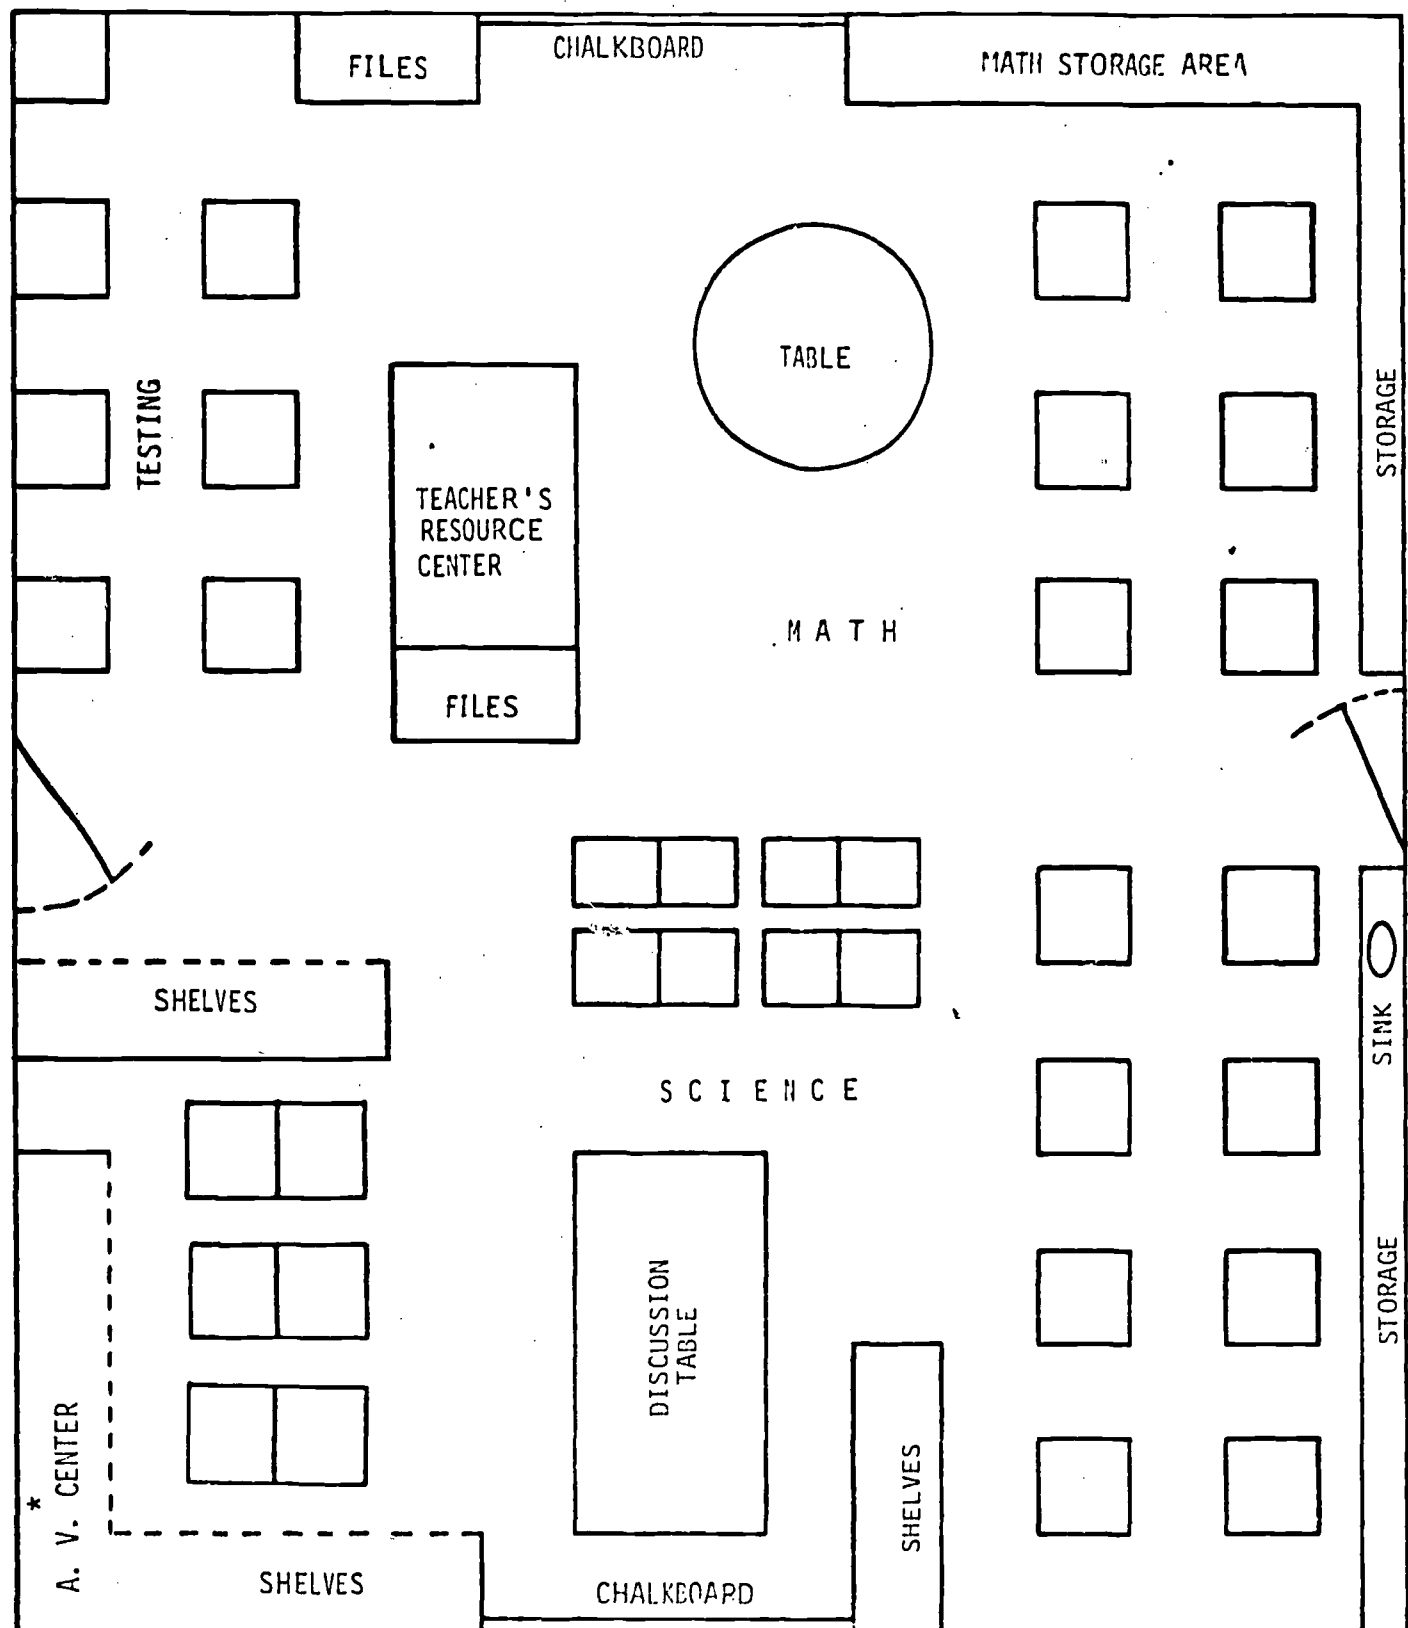 FILES
CHALKBOARD
MATH STORAGE AREA
TABLE
TESTING
STORAGE
TEACHER'S
RESOURCE
CENTER
MATH
FILES
SHELVES
SINK
SCIENCE
DISCUSSION
TABLE
STORAGE
* A. V. CENTER
SHELVES
SHELVES
CHALKBOARD